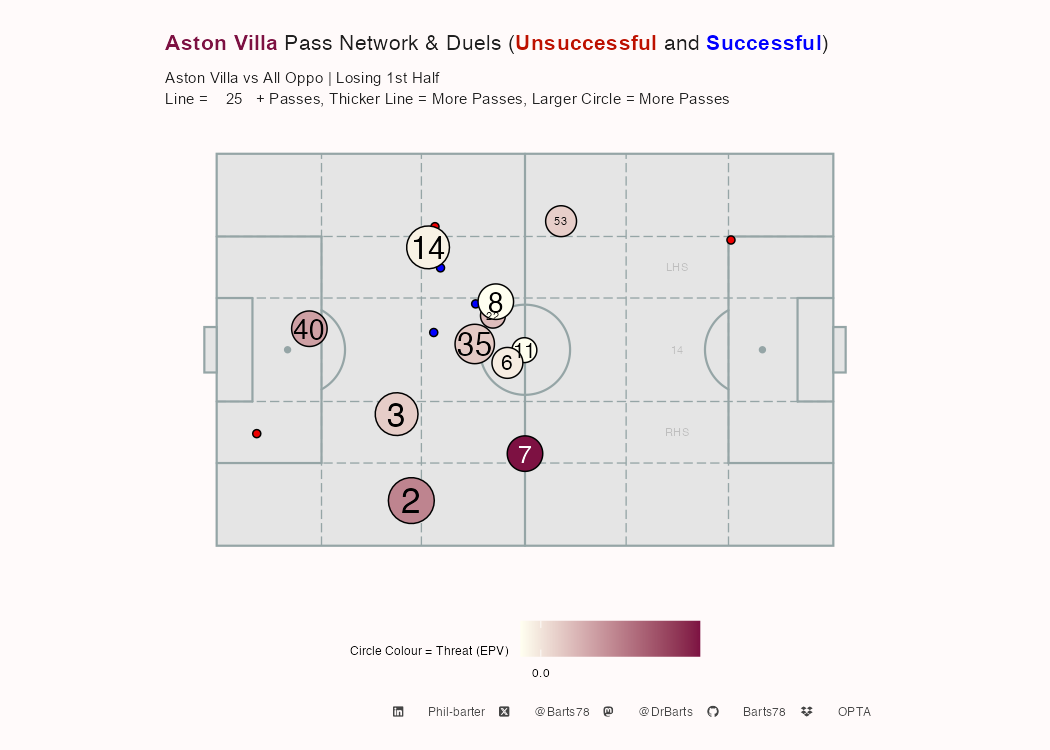 Aston Villa Pass Network & Duels (Unsuccessful and Successful)
Aston Villa vs All Oppo | Losing 1st Half
Line = 25 + Passes, Thicker Line = More Passes, Larger Circle = More Passes
53
14
LHS
8
22
40
35
11
14
6
3
RHS
7
2
Circle Colour = Threat (EPV)
0.0
Phil-barter @Barts78 @DrBarts Barts78 OPTA